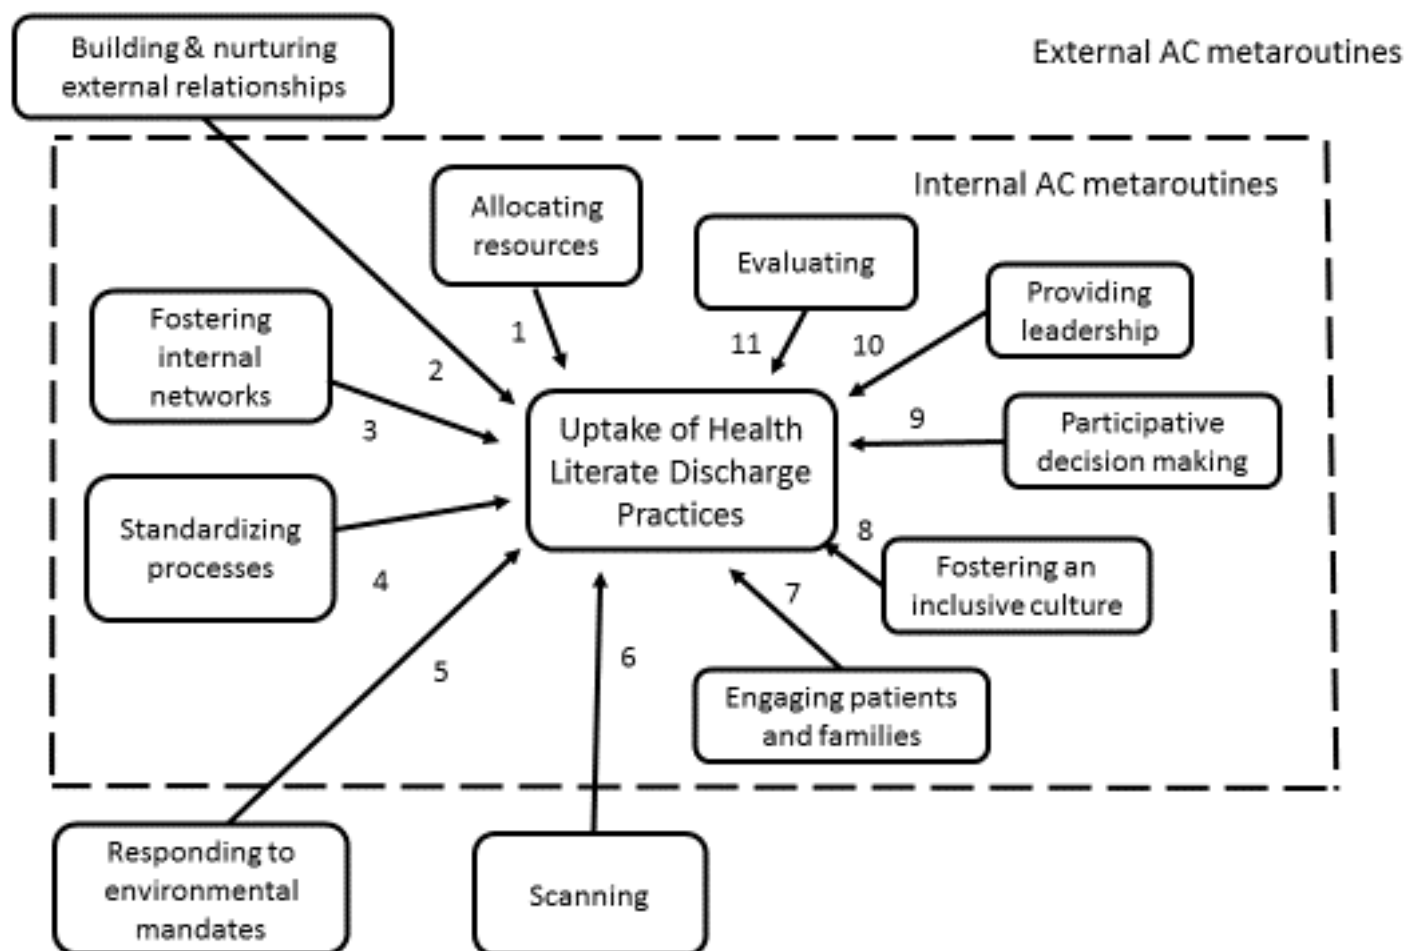 Building & nurturing
external relationships
External AC metaroutines
Internal AC metaroutines
Allocating
resources
Evaluating
Providing
leadership
Fostering
internal
networks
1
11
10
2
3
9
Participative
decision making
Uptake of Health
Literate Discharge
Practices
Standardizing
processes
4
8
Fostering an
inclusive culture
7
5
6
Engaging patients
and families
Responding to
environmental
mandates
Scanning